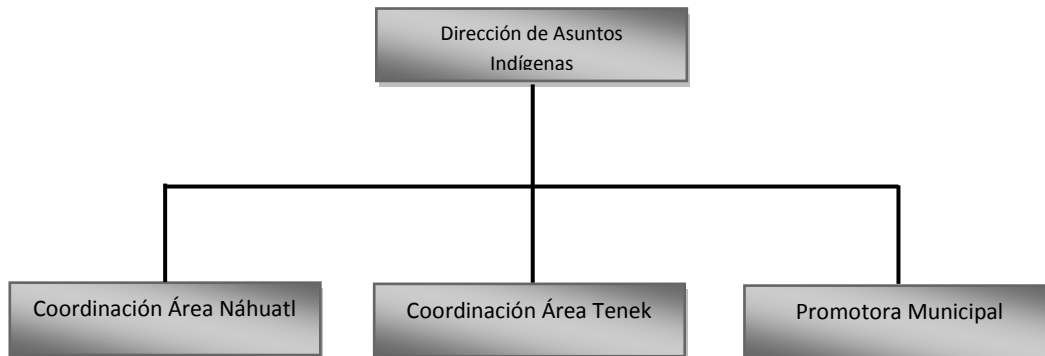 Dirección de Asuntos
Indígenas
Coordinación Área Náhuatl
Coordinación Área Tenek
Promotora Municipal